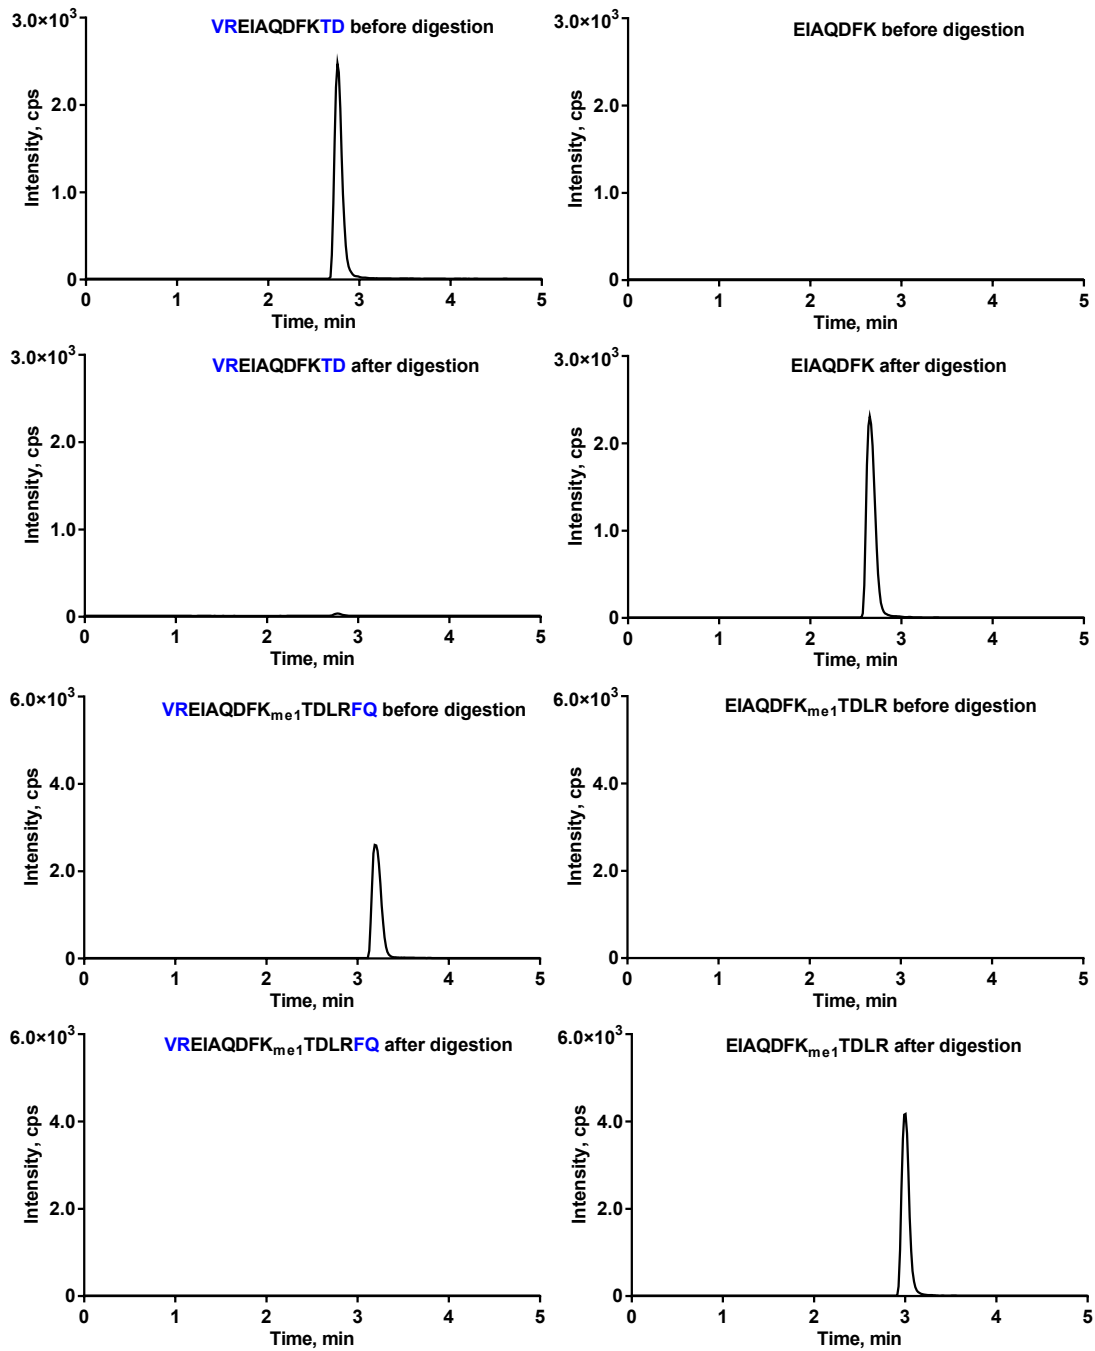 VREIAQDFKTD before digestion
3.0×10³
2.0
1.0
0
Intensity, cps
0 1 2 3 4 5
Time, min
EIAQDFK before digestion
3.0×10³
2.0
1.0
0
Intensity, cps
0 1 2 3 4 5
Time, min
VREIAQDFKTD after digestion
3.0×10³
2.0
1.0
0
Intensity, cps
0 1 2 3 4 5
Time, min
EIAQDFK after digestion
3.0×10³
2.0
1.0
0
Intensity, cps
0 1 2 3 4 5
Time, min
VREIAQDFKme1TDLRFQ before digestion
6.0×10³
4.0
2.0
0
Intensity, cps
0 1 2 3 4 5
Time, min
EIAQDFKme1TDLR before digestion
6.0×10³
4.0
2.0
0
Intensity, cps
0 1 2 3 4 5
Time, min
VREIAQDFKme1TDLRFQ after digestion
6.0×10³
4.0
2.0
0
Intensity, cps
0 1 2 3 4 5
Time, min
EIAQDFKme1TDLR after digestion
6.0×10³
4.0
2.0
0
Intensity, cps
0 1 2 3 4 5
Time, min